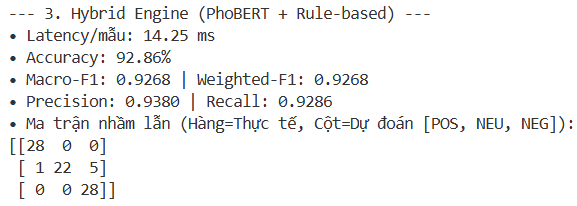 --- 3. Hybrid Engine (PhoBERT + Rule-based) ---
• Latency/mẫu: 14.25 ms
• Accuracy: 92.86%
• Macro-F1: 0.9268 | Weighted-F1: 0.9268
• Precision: 0.9380 | Recall: 0.9286
• Ma trận nhầm lẫn (Hàng=Thực tế, Cột=Dự đoán [POS, NEU, NEG]):
[[28  0  0]
 [ 1 22  5]
 [ 0  0 28]]